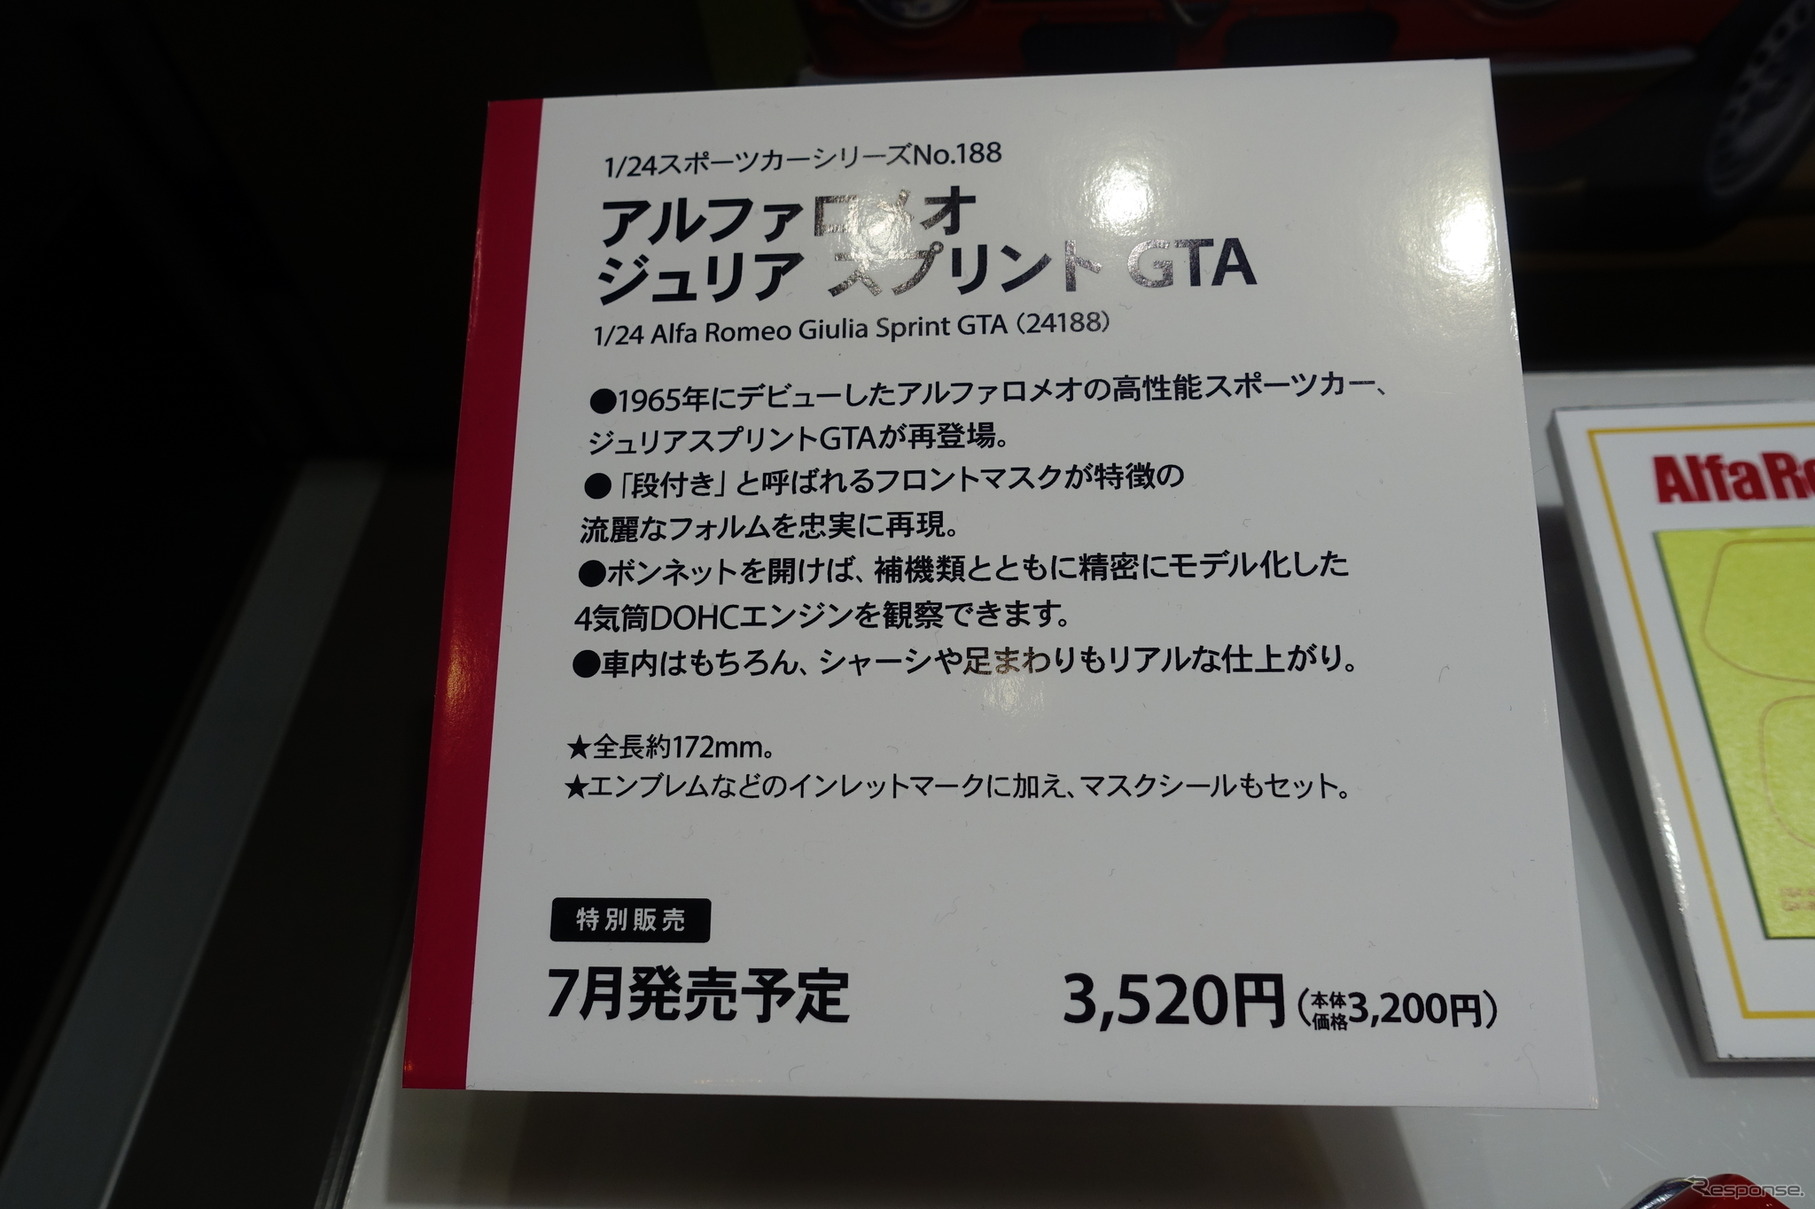 1/24スポーツカーシリーズNo.188
アルファロメオ
ジュリア スプリント GTA
1/24 Alfa Romeo Giulia Sprint GTA（24188）
●1965年にデビューしたアルファロメオの高性能スポーツカー、
ジュリアスプリントGTAが再登場。
●「段付き」と呼ばれるフロントマスクが特徴の
流麗なフォルムを忠実に再現。
●ボンネットを開けば、補機類とともに精密にモデル化した
4気筒DOHCエンジンを観察できます。
●車内はもちろん、シャーシや足まわりもリアルな仕上がり。
★全長約172mm。
★エンブレムなどのインレットマークに加え、マスクシールもセット。
特別販売
7月発売予定
3,520円（本体価格3,200円）
Alfa Ro
Response.